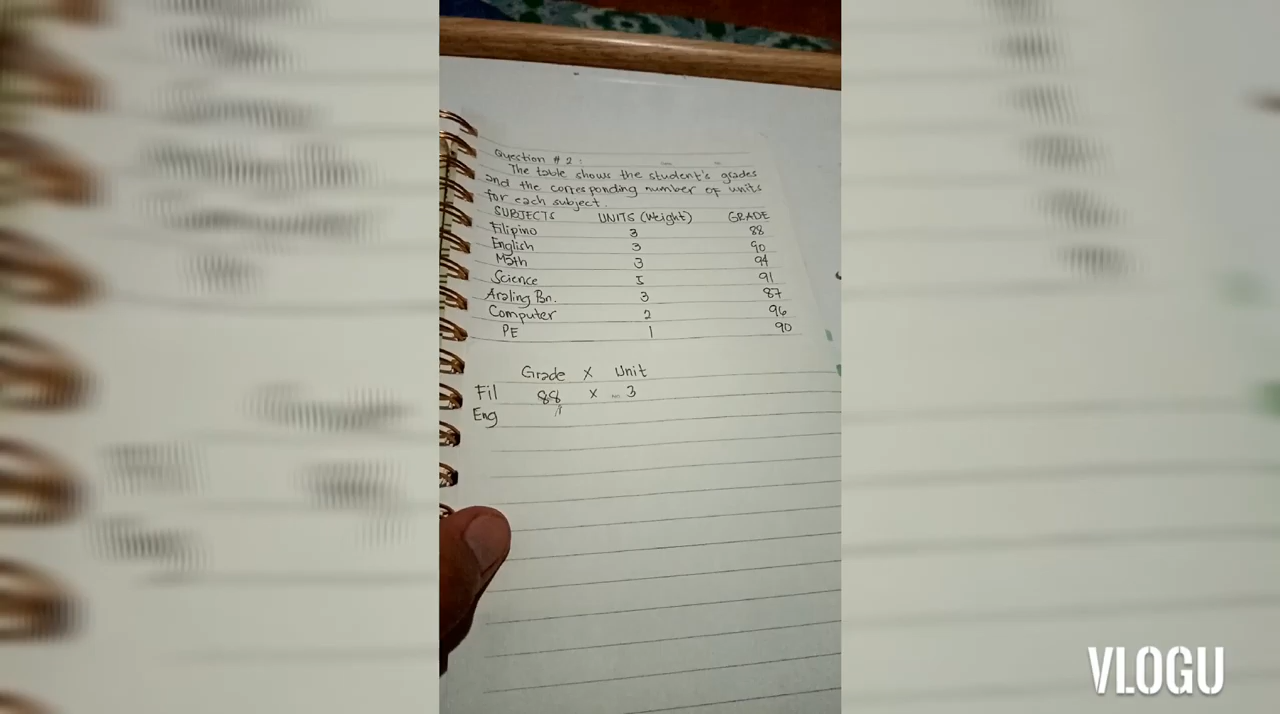 Question # 2 :
The table shows the student's grades
and the corresponding number of units
for each subject.
SUBJECTS UNITS (Weight) GRADE
Filipino 3 88
English 3 90
Math 3 94
Science 5 91
Araling Pn. 3 87
Computer 2 96
PE 1 90
Grade x Unit
Fil 88 x 3
Eng
VLOGU